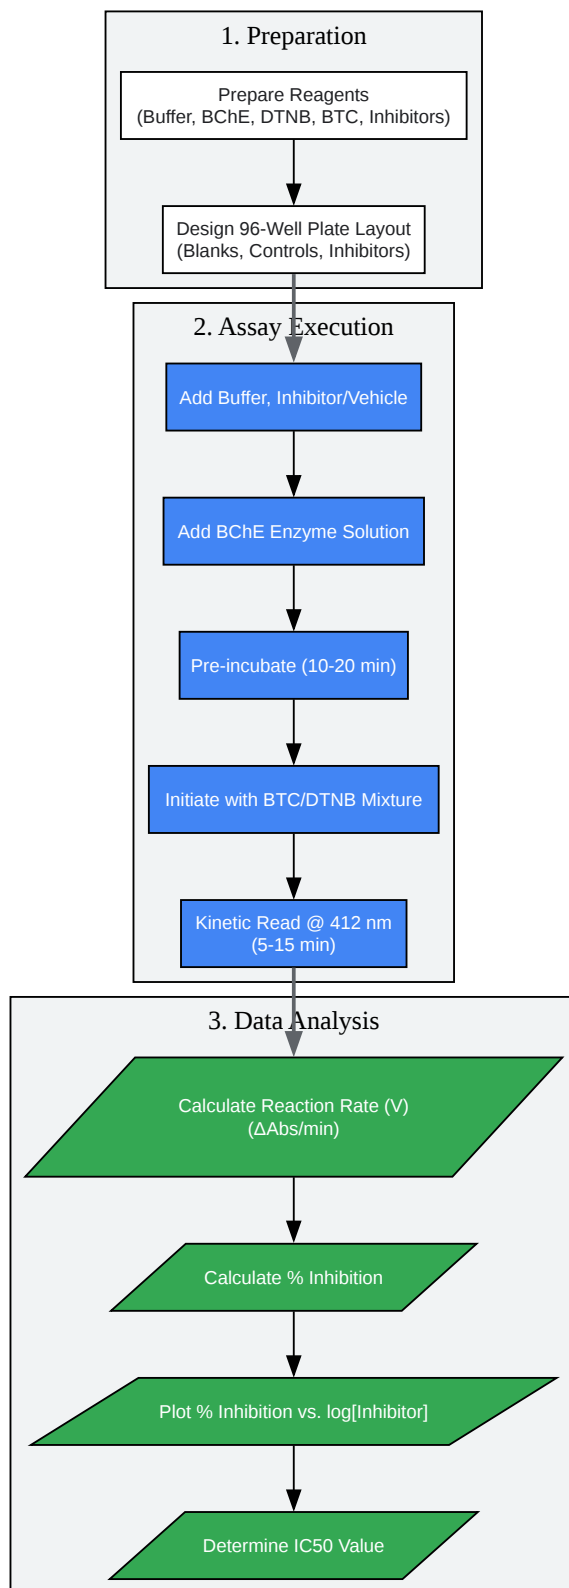 1. Preparation
Prepare Reagents
(Buffer, BChE, DTNB, BTC, Inhibitors)
Design 96-Well Plate Layout
(Blanks, Controls, Inhibitors)
2. Assay Execution
Add Buffer, Inhibitor/Vehicle
Add BChE Enzyme Solution
Pre-incubate (10-20 min)
Initiate with BTC/DTNB Mixture
Kinetic Read @ 412 nm
(5-15 min)
3. Data Analysis
Calculate Reaction Rate (V)
(ΔAbs/min)
Calculate % Inhibition
Plot % Inhibition vs. log[Inhibitor]
Determine IC50 Value